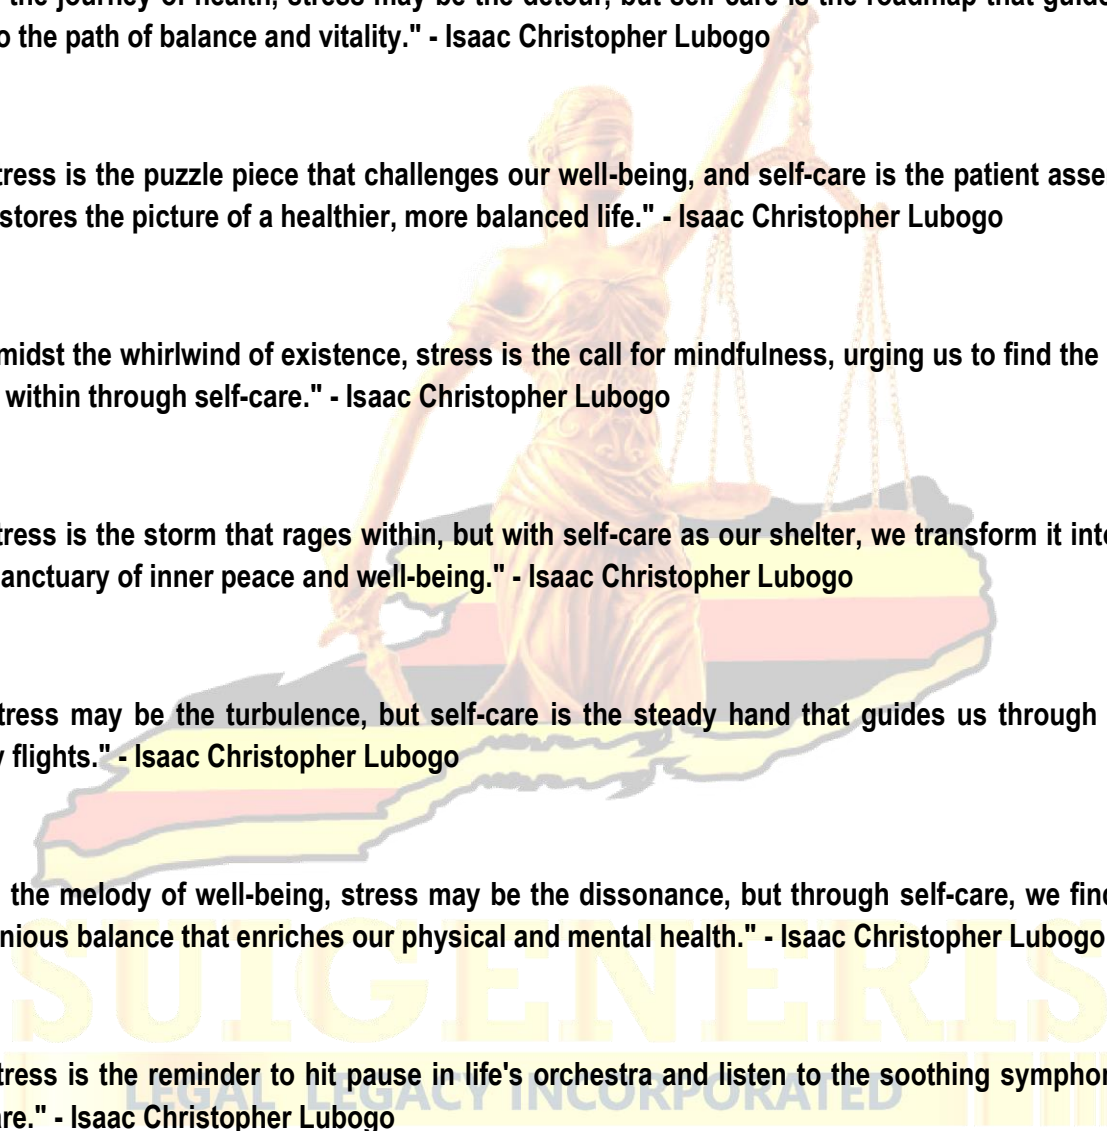 the journey of health, stress may be the detour, but self-care is the roadmap that guide
o the path of balance and vitality." - Isaac Christopher Lubogo
tress is the puzzle piece that challenges our well-being, and self-care is the patient asse
stores the picture of a healthier, more balanced life." - Isaac Christopher Lubogo
midst the whirlwind of existence, stress is the call for mindfulness, urging us to find the
within through self-care." - Isaac Christopher Lubogo
tress is the storm that rages within, but with self-care as our shelter, we transform it into
anctuary of inner peace and well-being." - Isaac Christopher Lubogo
tress may be the turbulence, but self-care is the steady hand that guides us through
y flights." - Isaac Christopher Lubogo
the melody of well-being, stress may be the dissonance, but through self-care, we find
nious balance that enriches our physical and mental health." - Isaac Christopher Lubogo
SUIGENERIS
tress is the reminder to hit pause in life's orchestra and listen to the soothing sympho
LEGAL LEGACY INCORPORATED
are." - Isaac Christopher Lubogo